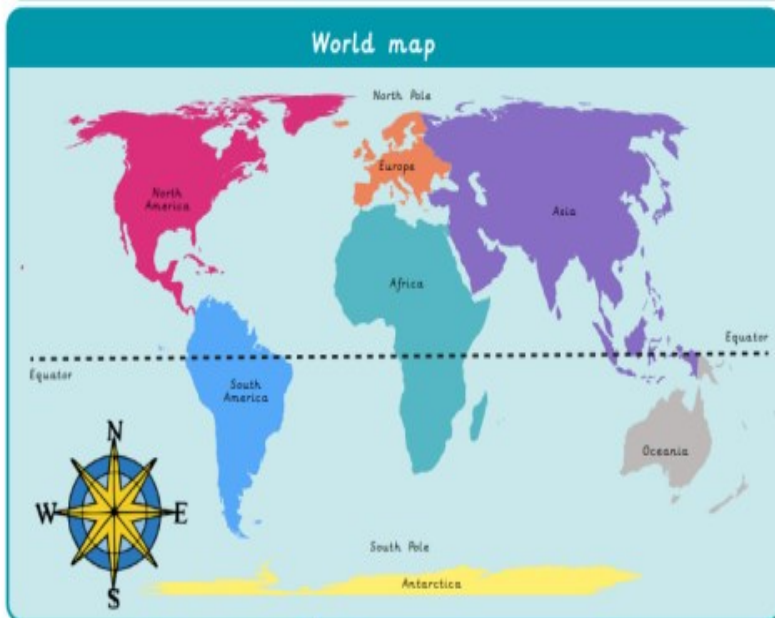 World map
North Pole
North
America
Europe
Asia
Africa
Equator
Equator
South
America
Oceania
N
W
E
S
South Pole
Antarctica